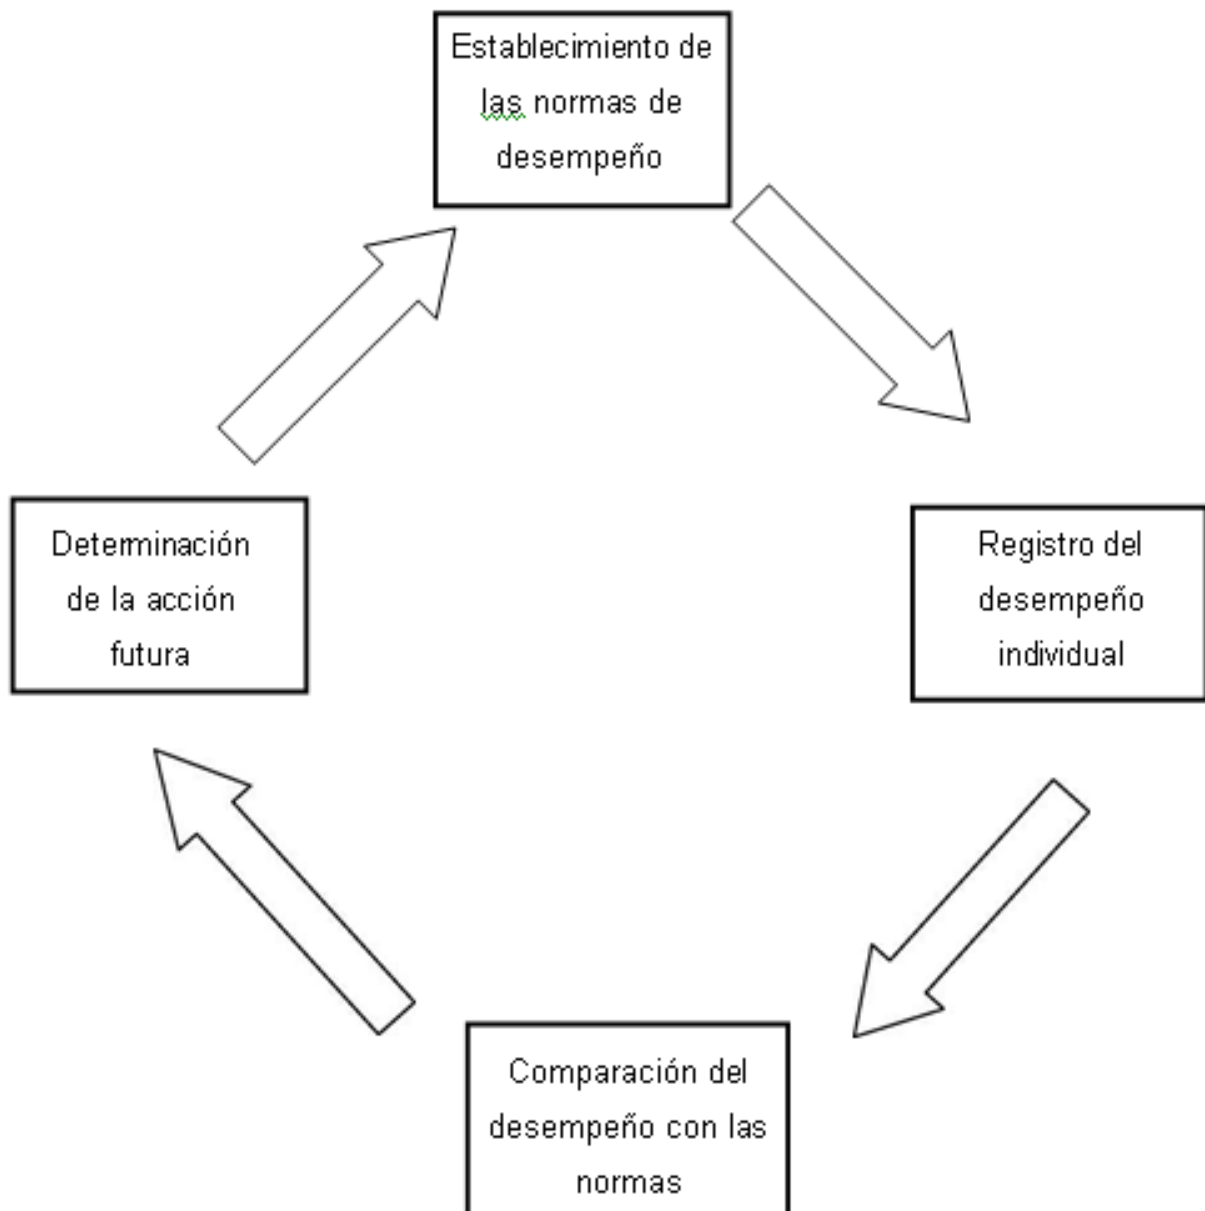 Establecimiento de
las normas de
desempeño
Determinación
de la acción
futura
Registro del
desempeño
individual
Comparación del
desempeño con las
normas